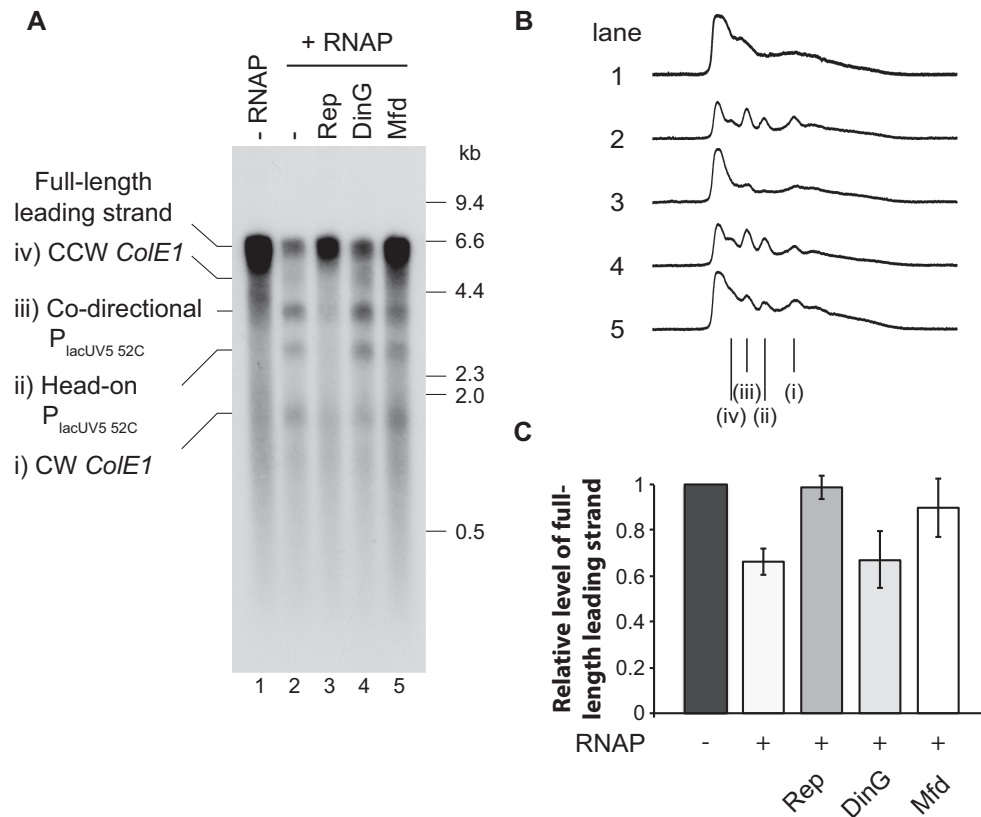 A
+ RNAP
- RNAP
-
Rep
DinG
Mfd
kb
Full-length
leading strand
iv) CCW ColE1
iii) Co-directional
PlacUV5 52C
ii) Head-on
PlacUV5 52C
i) CW ColE1
9.4
6.6
4.4
2.3
2.0
0.5
1 2 3 4 5
B
lane
1
2
3
4
5
(iv) (iii) (ii) (i)
C
Relative level of full-
length leading strand
1
0.8
0.6
0.4
0.2
0
RNAP - + + + +
Rep
DinG
Mfd